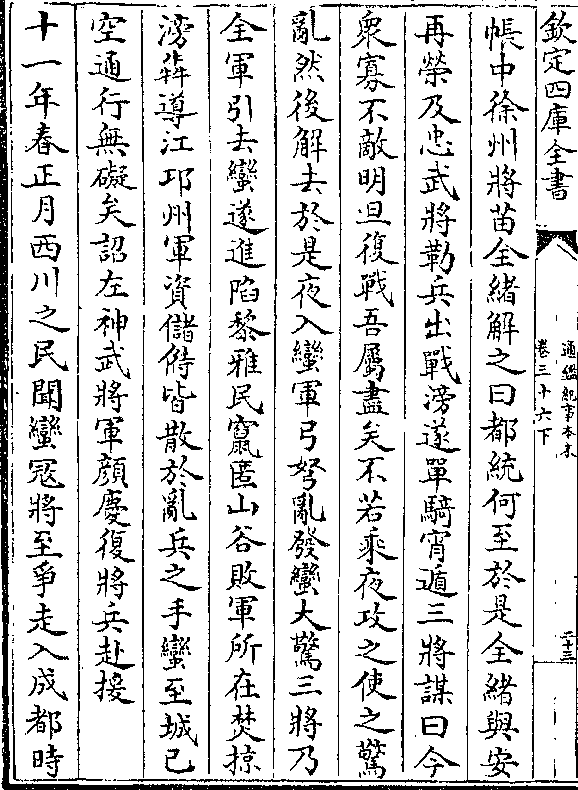 欽定四庫全書
通鑑紀事本末
卷三十六下
二十三
帳中徐州將苗全緒解之曰都統何至於是全緒與安
再榮及忠武將勒兵出戰滂遂單騎宵遁三將謀曰今
衆寡不敵明旦復戰吾屬盡矣不若乘夜攻之使之驚
亂然後解去於是夜入蠻軍弓弩亂發蠻大驚三將乃
全軍引去蠻遂進陷黎雅民竄匿山谷敗軍所在焚掠
滂犇導江邛州軍資儲偫皆散於亂兵之手蠻至城已
空通行無礙矣詔左神武將軍顔慶復將兵赴援
十一年春正月西川之民聞蠻寇將至爭走入成都時